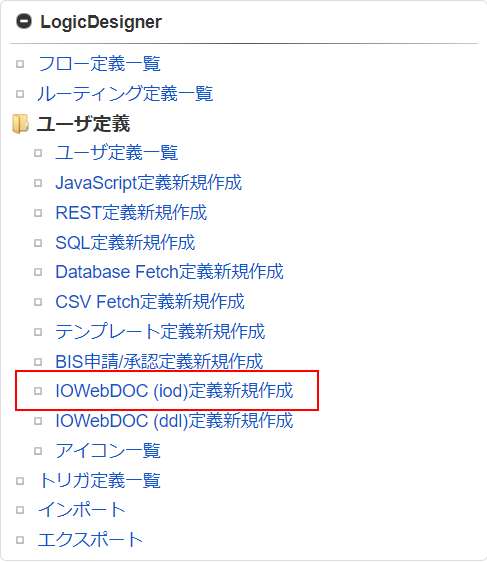 LogicDesigner
フロー定義一覧
ルーティング定義一覧
ユーザ定義
ユーザ定義一覧
JavaScript定義新規作成
REST定義新規作成
SQL定義新規作成
Database Fetch定義新規作成
CSV Fetch定義新規作成
テンプレート定義新規作成
BIS申請/承認定義新規作成
IOWebDOC (iod)定義新規作成
IOWebDOC (ddl)定義新規作成
アイコン一覧
トリガ定義一覧
インポート
エクスポート